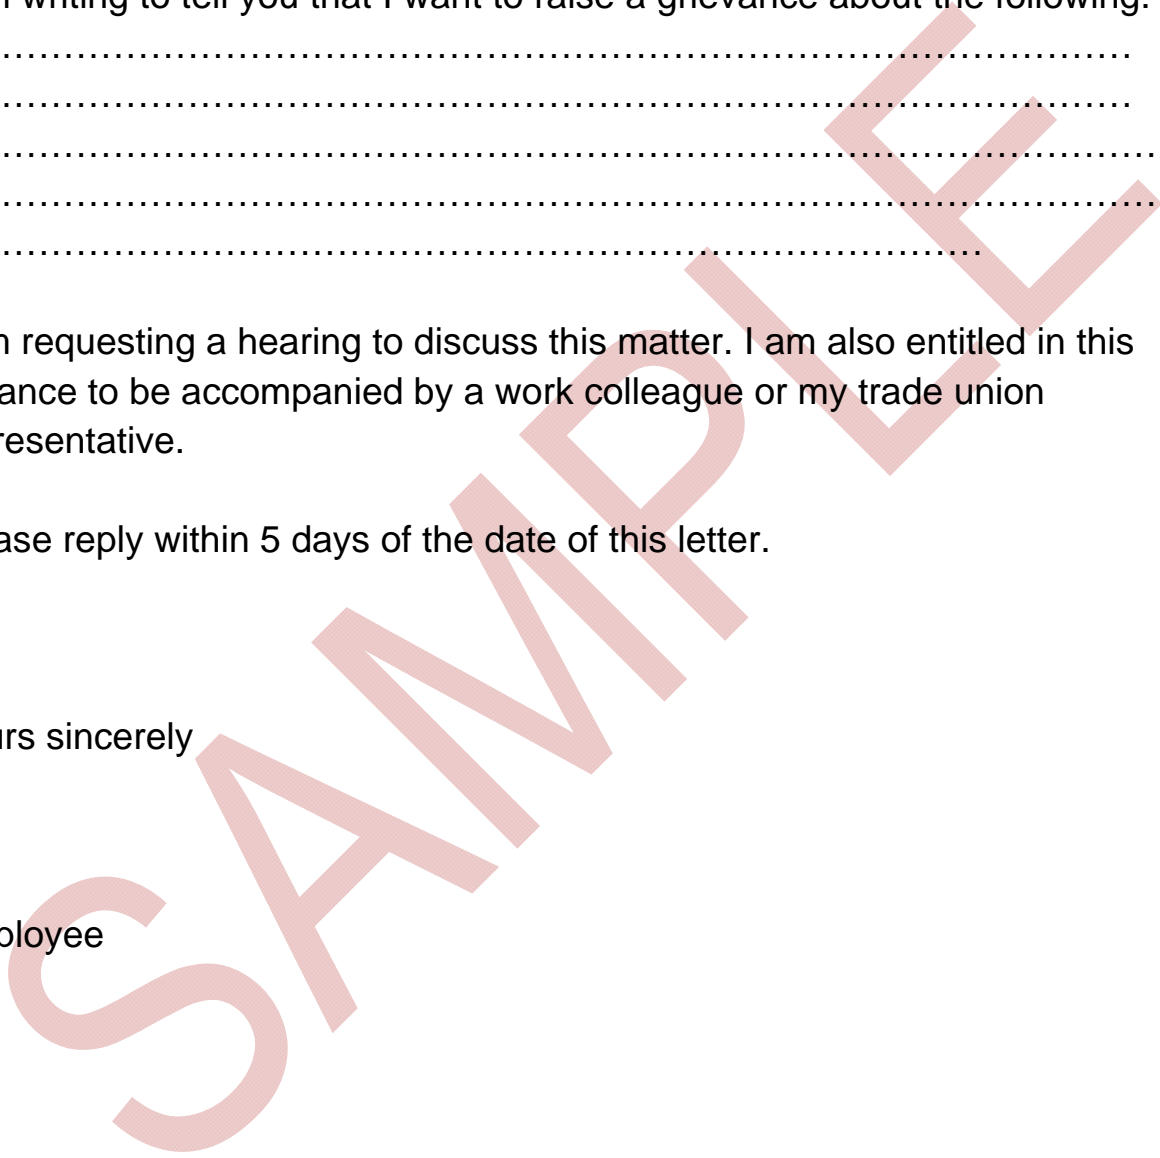 n writing to tell you that I want to raise a grievance about the following:
……………………………………………………………………………
……………………………………………………………………………
………………………………………………………………………………
………………………………………………………………………………
…………………………………………………………………
n requesting a hearing to discuss this matter. I am also entitled in this
ance to be accompanied by a work colleague or my trade union
resentative.
ase reply within 5 days of the date of this letter.
urs sincerely
ployee
SAMPLE